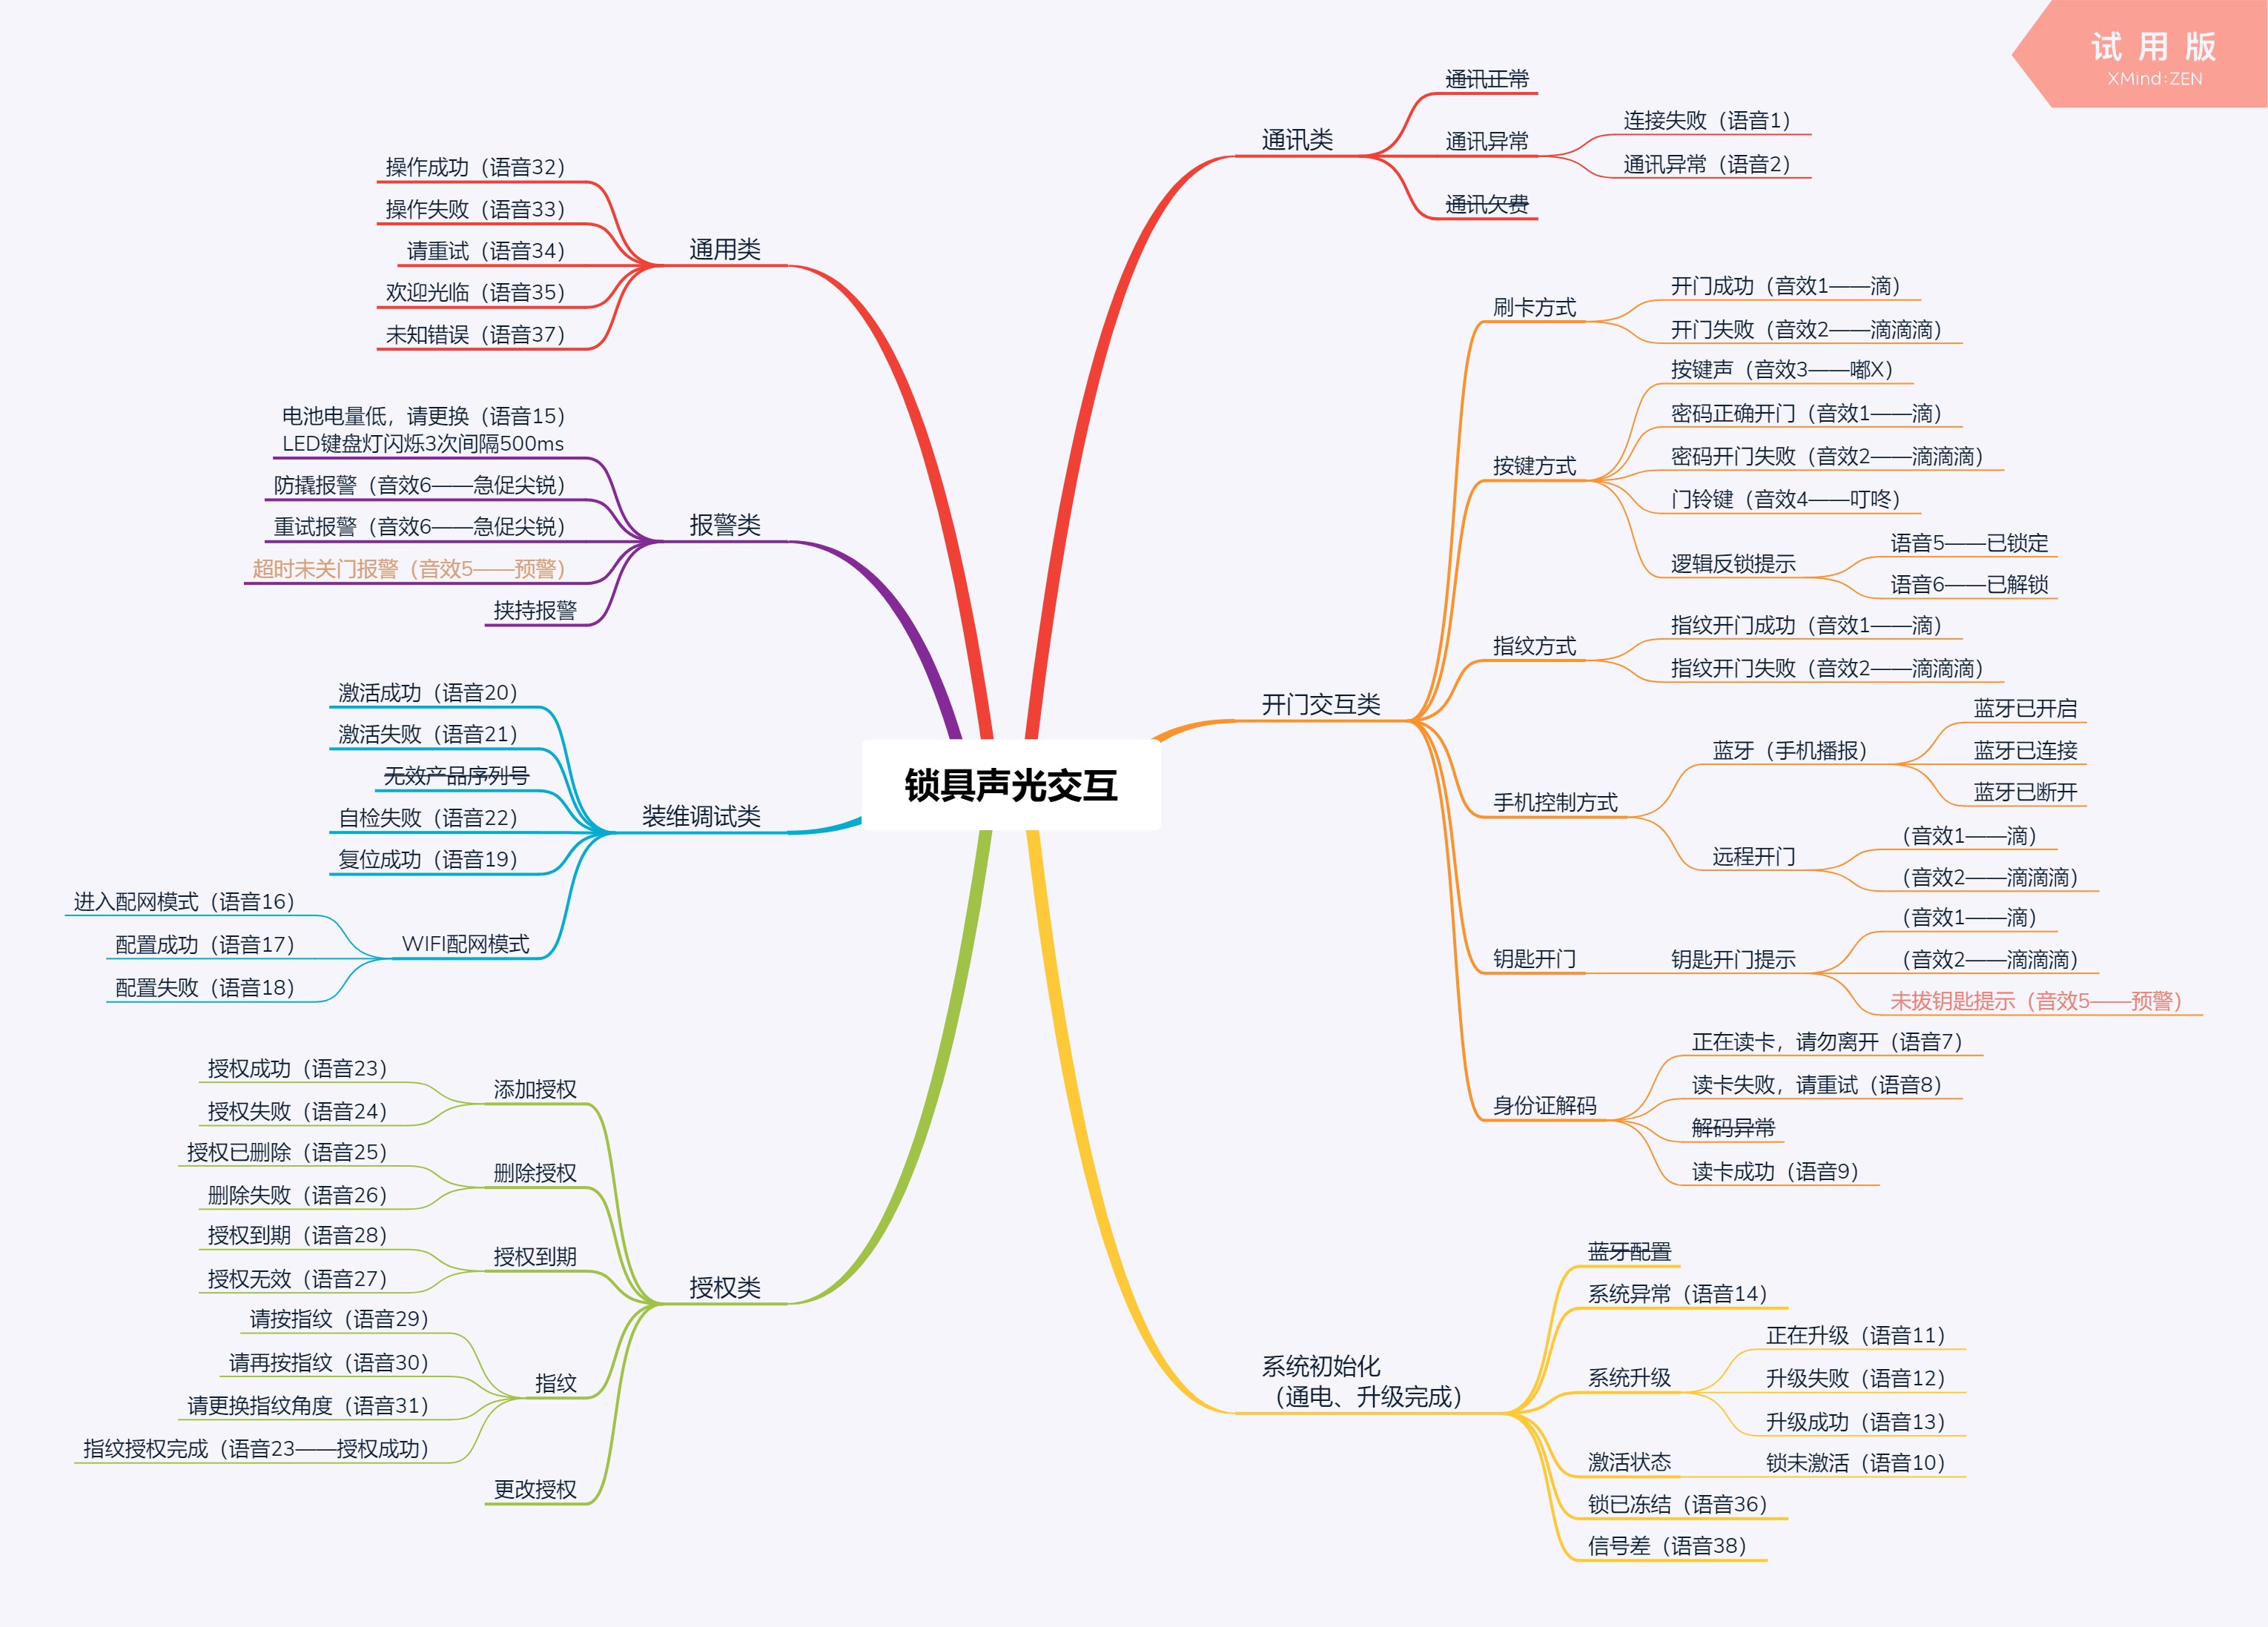 试用版
XMind:ZEN
锁具声光交互
通讯类
通讯正常
通讯异常
连接失败（语音1）
通讯异常（语音2）
通讯欠费
开门交互类
刷卡方式
开门成功（音效1——滴）
开门失败（音效2——滴滴滴）
按键方式
按键声（音效3——嘟X）
密码正确开门（音效1——滴）
密码开门失败（音效2——滴滴滴）
门铃键（音效4——叮咚）
逻辑反锁提示
语音5——已锁定
语音6——已解锁
指纹方式
指纹开门成功（音效1——滴）
指纹开门失败（音效2——滴滴滴）
手机控制方式
蓝牙（手机播报）
蓝牙已开启
蓝牙已连接
蓝牙已断开
远程开门
（音效1——滴）
（音效2——滴滴滴）
钥匙开门
钥匙开门提示
（音效1——滴）
（音效2——滴滴滴）
未拔钥匙提示（音效5——预警）
身份证解码
正在读卡，请勿离开（语音7）
读卡失败，请重试（语音8）
解码异常
读卡成功（语音9）
系统初始化
（通电、升级完成）
蓝牙配置
系统异常（语音14）
系统升级
正在升级（语音11）
升级失败（语音12）
升级成功（语音13）
激活状态
锁未激活（语音10）
锁已冻结（语音36）
信号差（语音38）
通用类
操作成功（语音32）
操作失败（语音33）
请重试（语音34）
欢迎光临（语音35）
未知错误（语音37）
报警类
电池电量低，请更换（语音15）
LED键盘灯闪烁3次间隔500ms
防撬报警（音效6——急促尖锐）
重试报警（音效6——急促尖锐）
超时未关门报警（音效5——预警）
挟持报警
装维调试类
激活成功（语音20）
激活失败（语音21）
无效产品序列号
自检失败（语音22）
复位成功（语音19）
WIFI配网模式
进入配网模式（语音16）
配置成功（语音17）
配置失败（语音18）
授权类
添加授权
授权成功（语音23）
授权失败（语音24）
删除授权
授权已删除（语音25）
删除失败（语音26）
授权到期
授权到期（语音28）
授权无效（语音27）
指纹
请按指纹（语音29）
请再按指纹（语音30）
请更换指纹角度（语音31）
指纹授权完成（语音23——授权成功）
更改授权